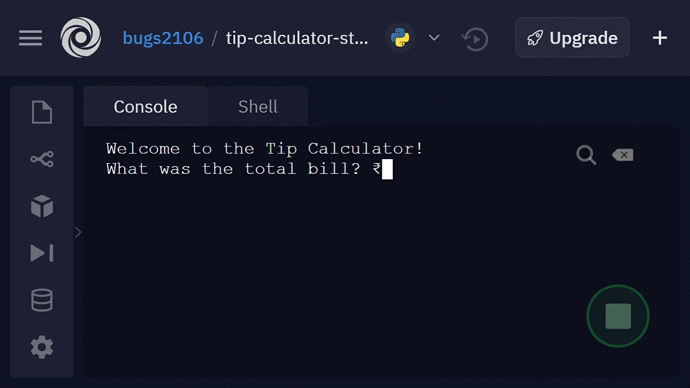 bugs2106 / tip-calculator-st...
Upgrade
Console
Shell
Welcome to the Tip Calculator!
What was the total bill? ₹